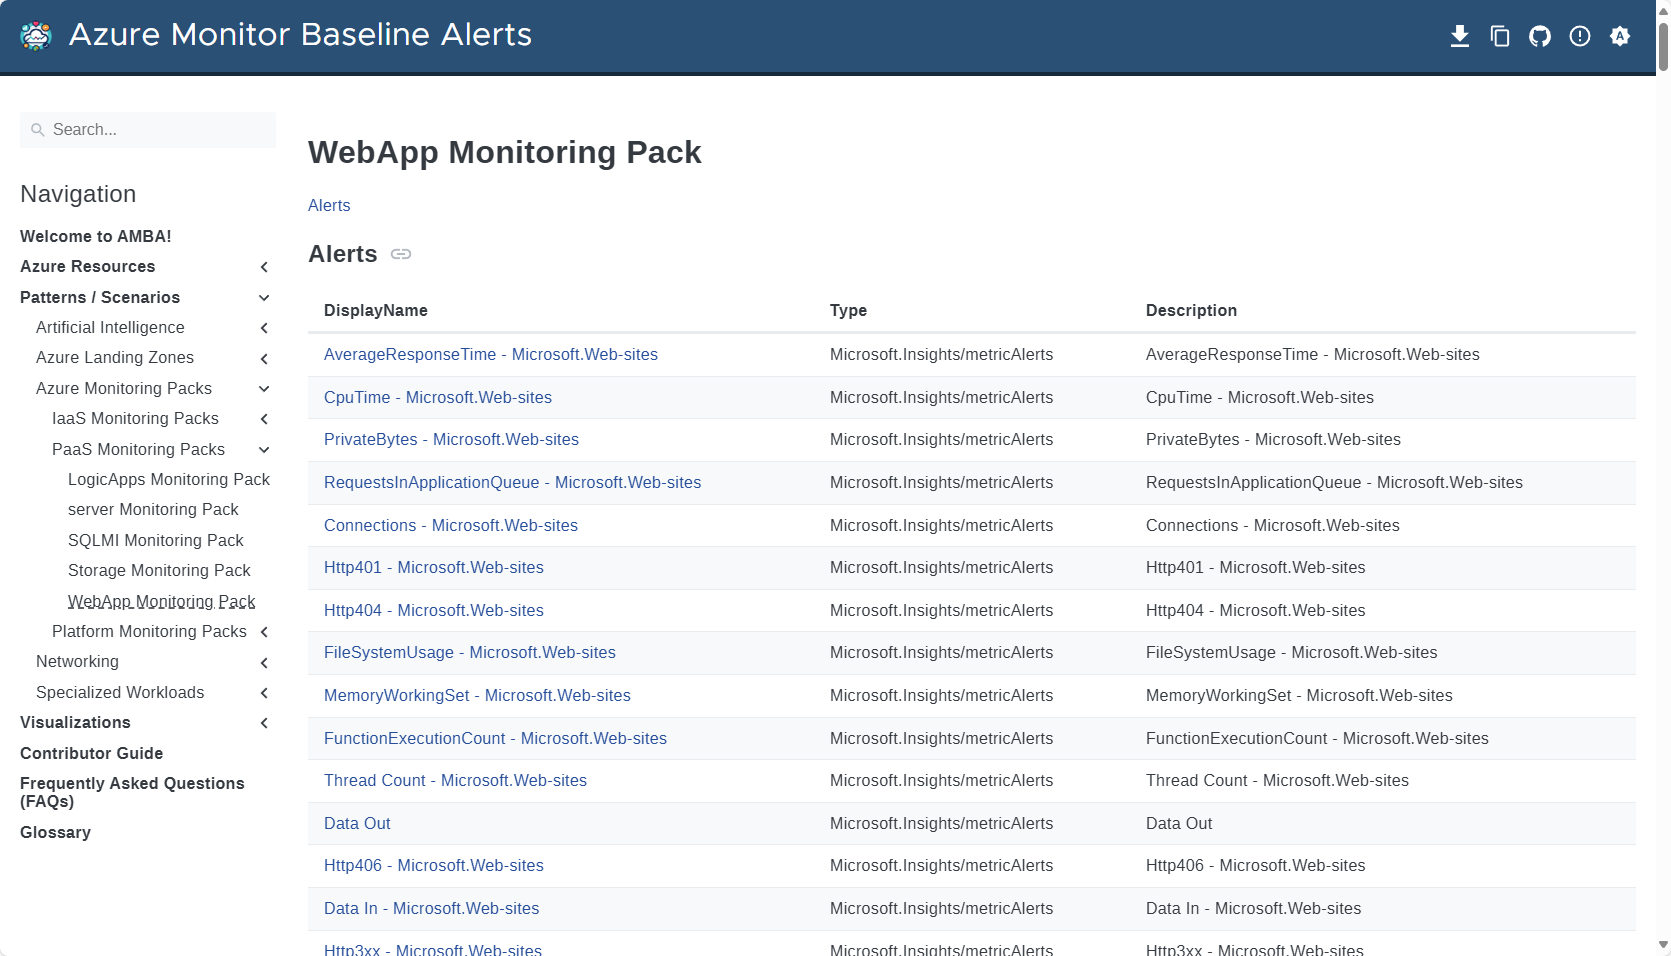 Azure Monitor Baseline Alerts
Search...
Navigation
Welcome to AMBA!
Azure Resources
Patterns / Scenarios
Artificial Intelligence
Azure Landing Zones
Azure Monitoring Packs
IaaS Monitoring Packs
PaaS Monitoring Packs
LogicApps Monitoring Pack
server Monitoring Pack
SQLMI Monitoring Pack
Storage Monitoring Pack
WebApp Monitoring Pack
Platform Monitoring Packs
Networking
Specialized Workloads
Visualizations
Contributor Guide
Frequently Asked Questions
(FAQs)
Glossary
WebApp Monitoring Pack
Alerts
Alerts
DisplayName Type Description
AverageResponseTime - Microsoft.Web-sites Microsoft.Insights/metricAlerts AverageResponseTime - Microsoft.Web-sites
CpuTime - Microsoft.Web-sites Microsoft.Insights/metricAlerts CpuTime - Microsoft.Web-sites
PrivateBytes - Microsoft.Web-sites Microsoft.Insights/metricAlerts PrivateBytes - Microsoft.Web-sites
RequestsInApplicationQueue - Microsoft.Web-sites Microsoft.Insights/metricAlerts RequestsInApplicationQueue - Microsoft.Web-sites
Connections - Microsoft.Web-sites Microsoft.Insights/metricAlerts Connections - Microsoft.Web-sites
Http401 - Microsoft.Web-sites Microsoft.Insights/metricAlerts Http401 - Microsoft.Web-sites
Http404 - Microsoft.Web-sites Microsoft.Insights/metricAlerts Http404 - Microsoft.Web-sites
FileSystemUsage - Microsoft.Web-sites Microsoft.Insights/metricAlerts FileSystemUsage - Microsoft.Web-sites
MemoryWorkingSet - Microsoft.Web-sites Microsoft.Insights/metricAlerts MemoryWorkingSet - Microsoft.Web-sites
FunctionExecutionCount - Microsoft.Web-sites Microsoft.Insights/metricAlerts FunctionExecutionCount - Microsoft.Web-sites
Thread Count - Microsoft.Web-sites Microsoft.Insights/metricAlerts Thread Count - Microsoft.Web-sites
Data Out Microsoft.Insights/metricAlerts Data Out
Http406 - Microsoft.Web-sites Microsoft.Insights/metricAlerts Http406 - Microsoft.Web-sites
Data In - Microsoft.Web-sites Microsoft.Insights/metricAlerts Data In - Microsoft.Web-sites
Http3xx - Microsoft.Web-sites Microsoft.Insights/metricAlerts Http3xx - Microsoft.Web-sites